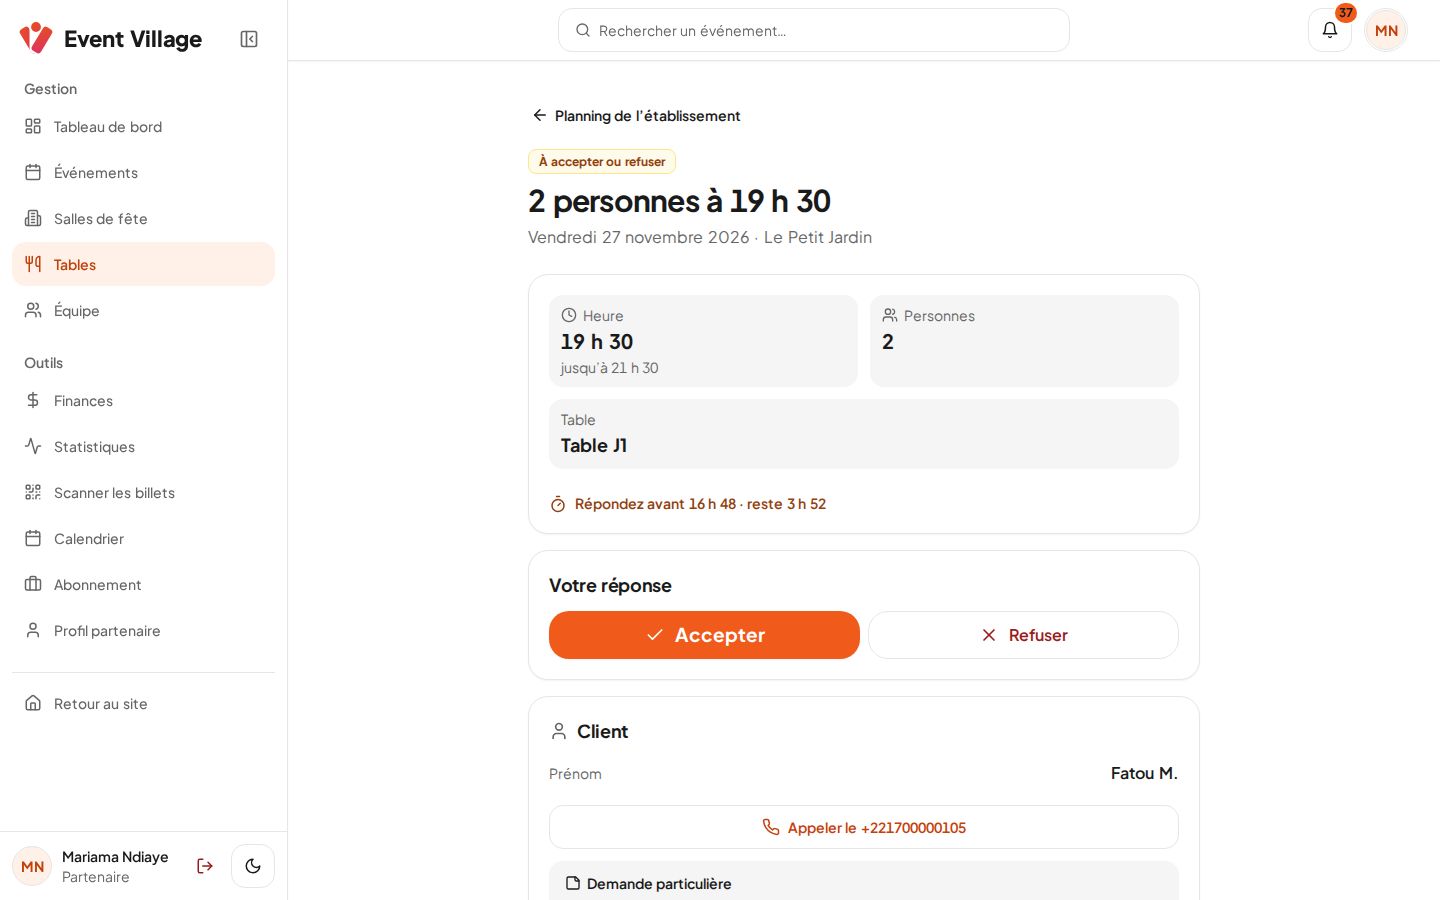 Event Village
Gestion
Tableau de bord
Événements
Salles de fête
Tables
Équipe
Outils
Finances
Statistiques
Scanner les billets
Calendrier
Abonnement
Profil partenaire
Retour au site
MN
Mariama Ndiaye
Partenaire
Rechercher un événement…
37
MN
Planning de l’établissement
À accepter ou refuser
2 personnes à 19 h 30
Vendredi 27 novembre 2026 · Le Petit Jardin
Heure
19 h 30
jusqu’à 21 h 30
Personnes
2
Table
Table J1
Répondez avant 16 h 48 · reste 3 h 52
Votre réponse
Accepter
Refuser
Client
Prénom
Fatou M.
Appeler le +221700000105
Demande particulière